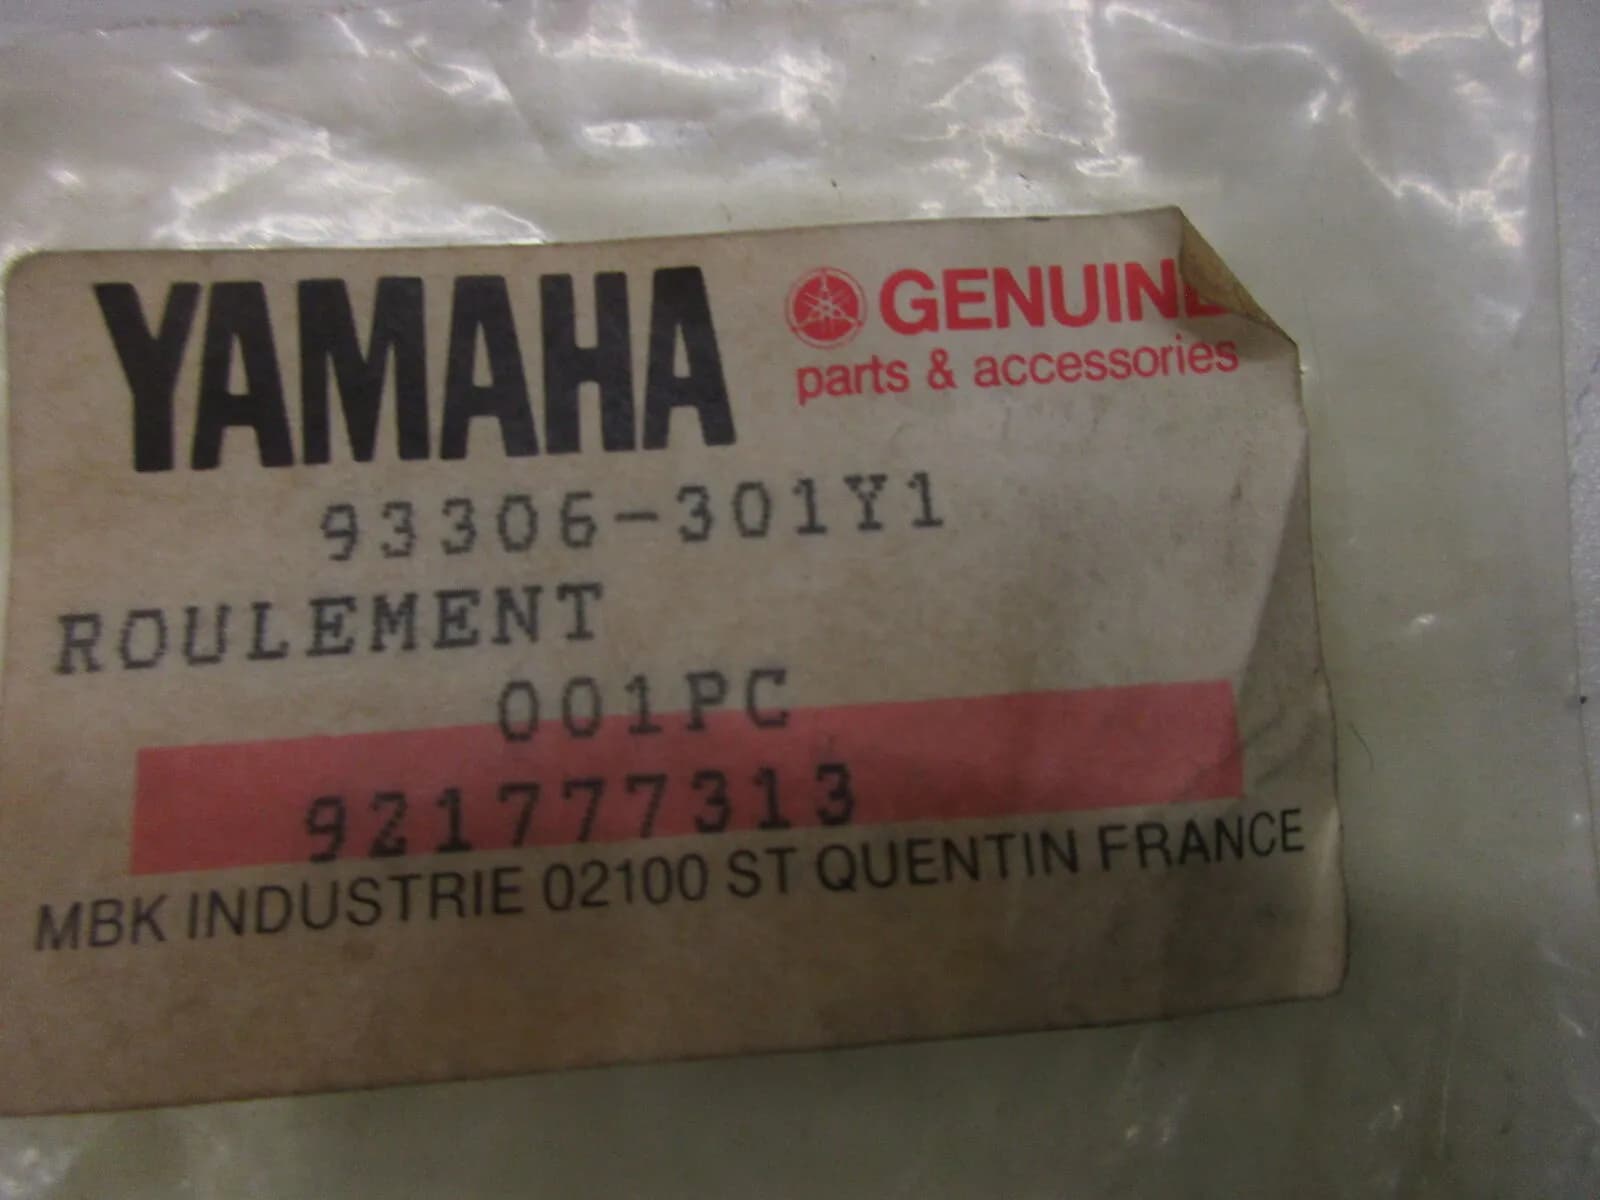 YAMAHA
GENUINE
parts & accessories
93306-301Y1
ROULEMENT
001PC
921777313
MBK INDUSTRIE 02100 ST QUENTIN FRANCE